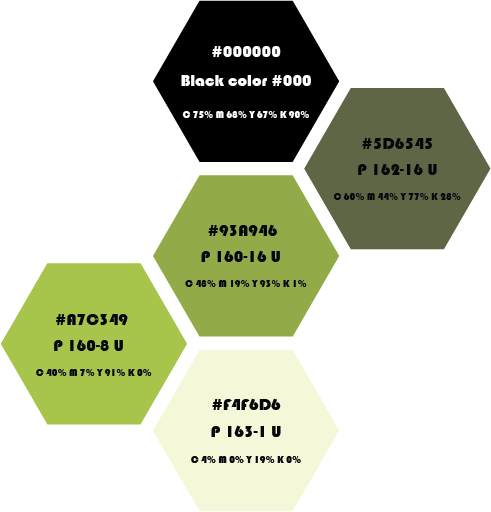 #000000
Black color #000
C 75% M 68% Y 67% K 90%
#5D6545
P 162-16 U
C 60% M 44% Y 77% K 28%
#93A946
P 160-16 U
C 48% M 19% Y 93% K 1%
#A7C349
P 160-8 U
C 40% M 7% Y 91% K 0%
#F4F6D6
P 163-1 U
C 4% M 0% Y 19% K 0%